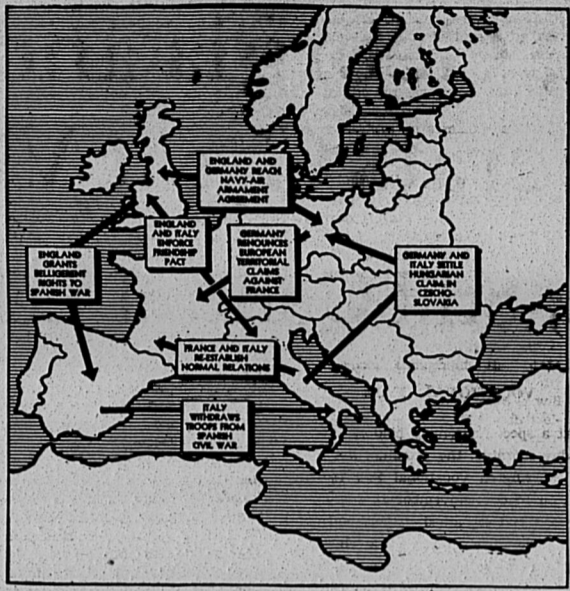 ENGLAND AND
GERMANY REACH
NAVY-AIR
ARMAMENT
AGREEMENT
ENGLAND
AND ITALY
ENFORCE
FRIENDSHIP
PACT
GERMANY
RENOUNCES
EUROPEAN
TERRITORIAL
CLAIMS
AGAINST
FRANCE
ENGLAND
GRANTS
BELLIGERENT
RIGHTS TO
SPANISH WAR
GERMANY AND
ITALY SETTLE
HUNGARIAN
CLAIM IN
CZECHO-
SLOVAKIA
FRANCE AND ITALY
RE-ESTABLISH
NORMAL RELATIONS
ITALY
WITHDRAWS
TROOPS FROM
SPANISH
CIVIL WAR